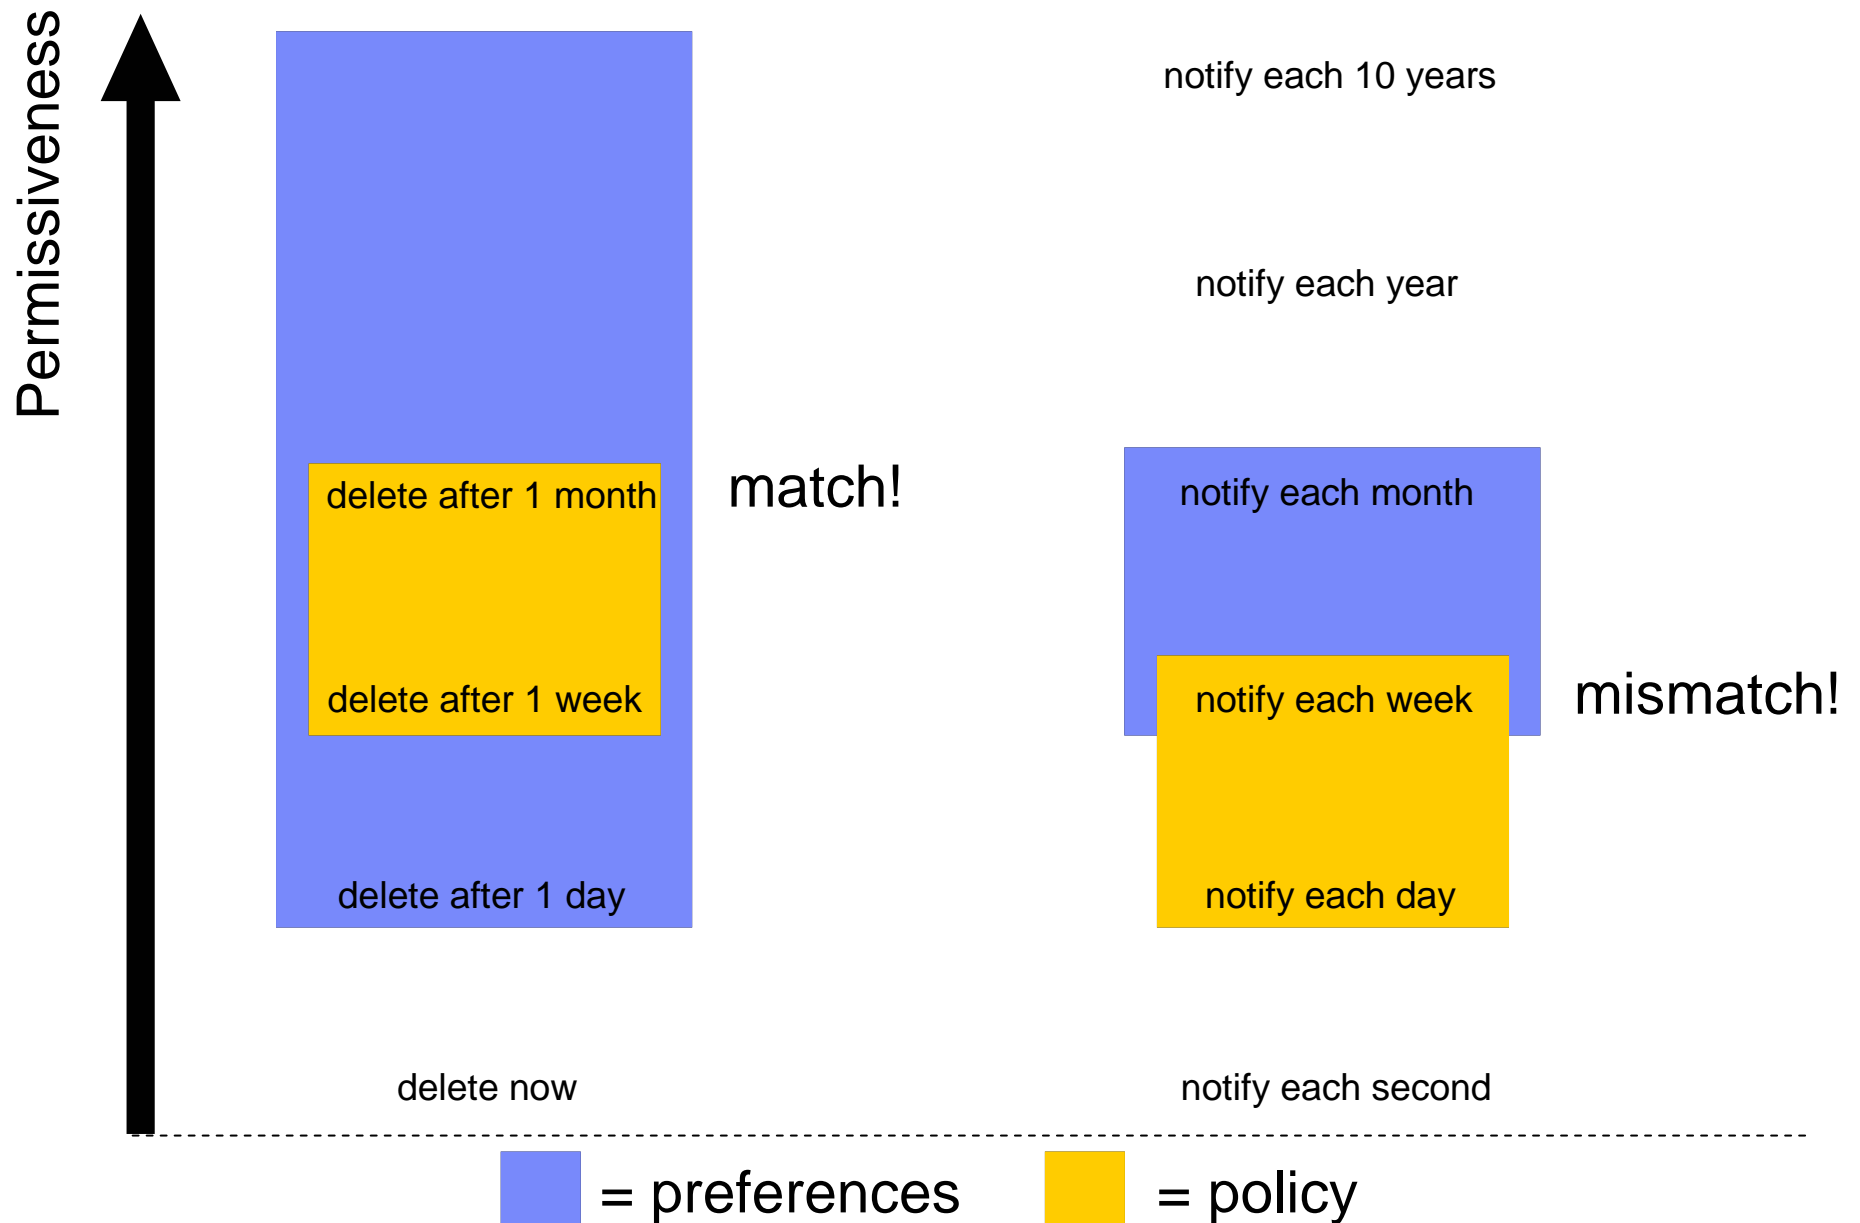 Permissiveness
notify each 10 years
notify each year
delete after 1 month
match!
notify each month
delete after 1 week
notify each week
mismatch!
delete after 1 day
notify each day
delete now
notify each second
= preferences
= policy